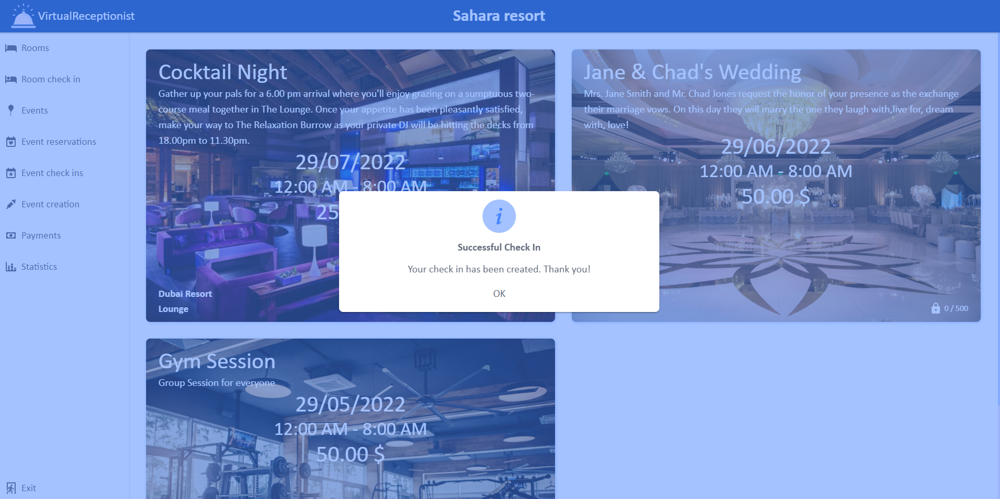 VirtualReceptionist
Sahara resort
Rooms
Room check in
Events
Event reservations
Event check ins
Event creation
Payments
Statistics
Exit
Cocktail Night
Gather up your pals for a 6.00 pm arrival where you'll enjoy grazing on a sumptuous two-
course meal together in The Lounge. Once your appetite has been pleasantly satisfied,
make your way to The Relaxation Burrow as your private DJ will be hitting the decks from
18.00pm to 11.30pm.
29/07/2022
12:00 AM - 8:00 AM
25
Dubai Resort
Lounge
Jane & Chad's Wedding
Mrs. Jane Smith and Mr. Chad Jones request the honor of your presence as the exchange
their marriage vows. On this day they will marry the one they laugh with,live for, dream
with, love!
29/06/2022
12:00 AM - 8:00 AM
50.00 $
0 / 500
Successful Check In
Your check in has been created. Thank you!
OK
Gym Session
Group Session for everyone
29/05/2022
12:00 AM - 8:00 AM
50.00 $